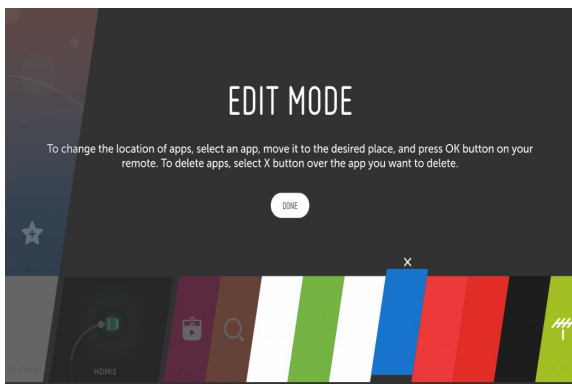 EDIT MODE
To change the location of apps, select an app, move it to the desired place, and press OK button on your
remote. To delete apps, select X button over the app you want to delete.
DONE
X
HDMI1